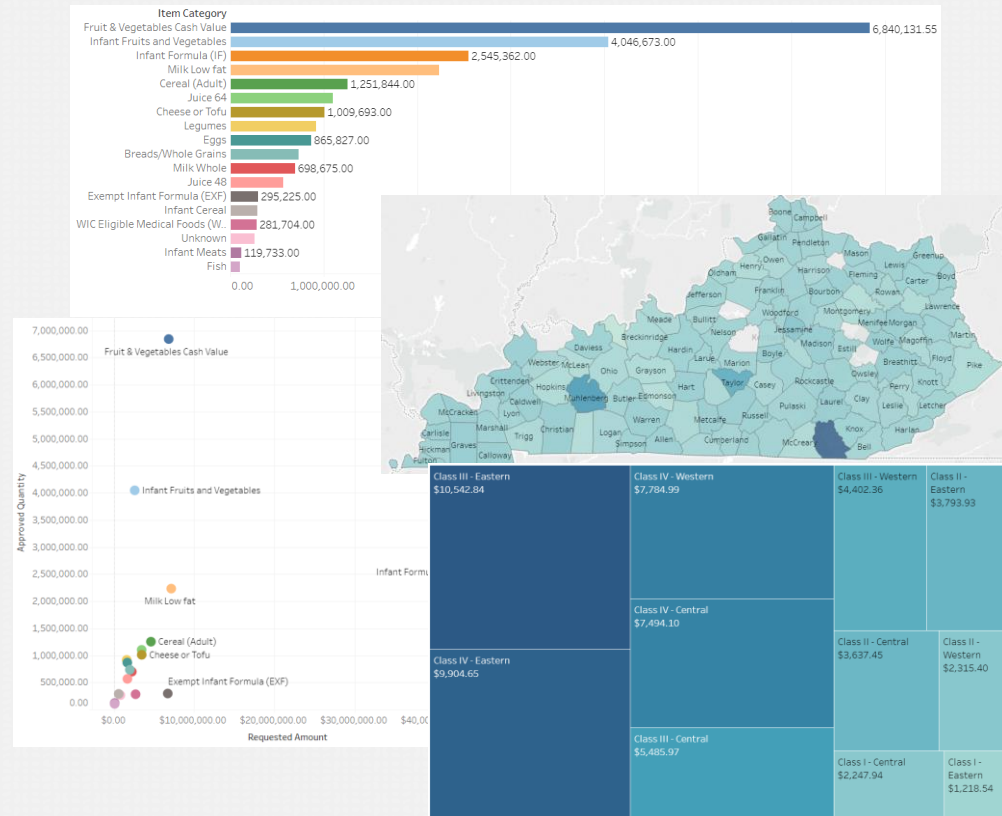 Item Category
Fruit & Vegetables Cash Value
6,840,131.55
Infant Fruits and Vegetables
4,046,673.00
Infant Formula (IF)
2,545,362.00
Milk Low fat
Cereal (Adult)
1,251,844.00
Juice 64
Cheese or Tofu
1,009,693.00
Legumes
Eggs
865,827.00
Breads/Whole Grains
Milk Whole
698,675.00
Juice 48
Exempt Infant Formula (EXF)
295,225.00
Infant Cereal
WIC Eligible Medical Foods (W..
281,704.00
Unknown
Infant Meats
119,733.00
Fish
0.00
1,000,000.00
Boone
Campbell
Gallatin
Pendleton
Mason
Greenup
Owen
Henry
Lewis
Oldham
Harrison
Fleming
Carter
Boyd
Jefferson
Franklin
Bourbon
Rowan
Lawrence
Meade
Bullitt
Woodford
Montgomery
Nelson
Jessamine
Menifee
Morgan
Breckinridge
Madison
Estill
Wolfe
Magoffin
Martin
Daviess
Hardin
Larue
Marion
Boyle
Breathitt
Floyd
Webster
McLean
Ohio
Grayson
Owsley
Pike
Crittenden
Hopkins
Hart
Taylor
Casey
Rockcastle
Perry
Knott
Livingston
Caldwell
Muhlenberg
Butler
Edmonson
Laurel
Clay
Leslie
Letcher
McCracken
Lyon
Warren
Metcalfe
Russell
Pulaski
Carlisle
Marshall
Christian
Logan
Knox
Harlan
Hickman
Graves
Trigg
Simpson
Allen
Cumberland
McCreary
Bell
Fulton
Calloway
Approved Quantity
7,000,000.00
6,500,000.00
6,000,000.00
5,500,000.00
5,000,000.00
4,500,000.00
4,000,000.00
3,500,000.00
3,000,000.00
2,500,000.00
2,000,000.00
1,500,000.00
1,000,000.00
500,000.00
0.00
Fruit & Vegetables Cash Value
Infant Fruits and Vegetables
Infant Formu
Milk Low fat
Cereal (Adult)
Cheese or Tofu
Exempt Infant Formula (EXF)
$0.00
$10,000,000.00
$20,000,000.00
$30,000,000.00
$40,00
Requested Amount
Class III - Eastern
$10,542.84
Class IV - Eastern
$9,904.65
Class IV - Western
$7,784.99
Class IV - Central
$7,494.10
Class III - Central
$5,485.97
Class III - Western
$4,402.36
Class II -
Eastern
$3,793.93
Class II - Central
$3,637.45
Class II -
Western
$2,315.40
Class I - Central
$2,247.94
Class I -
Eastern
$1,218.54